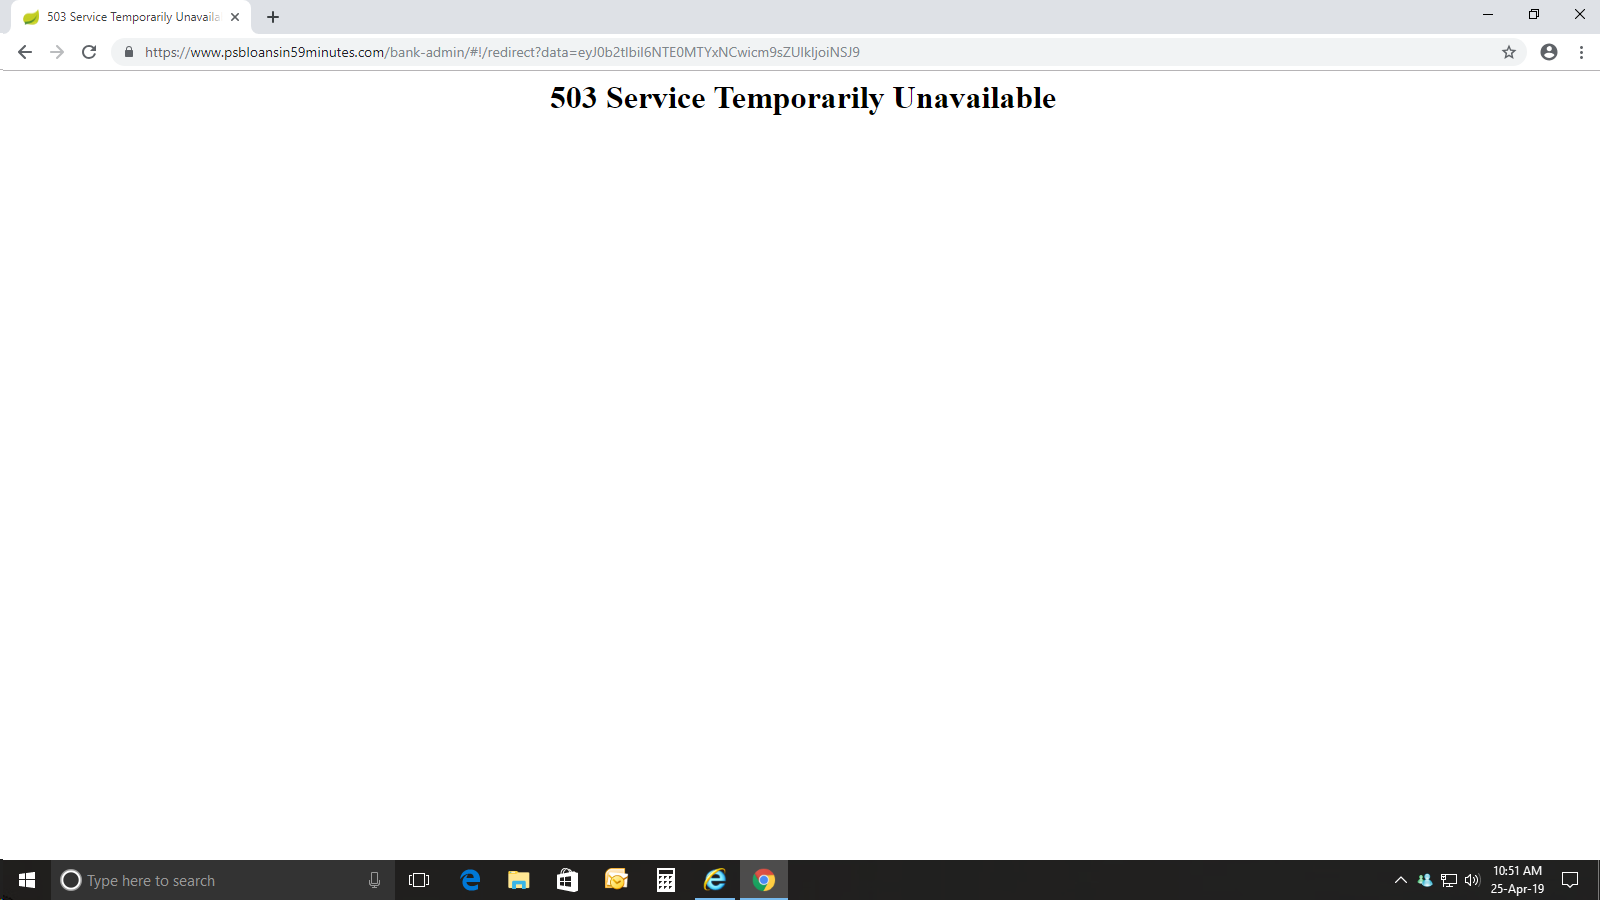 503 Service Temporarily Unavaila
https://www.psbloansin59minutes.com/bank-admin/#!/redirect?data=eyJ0b2tlbiI6NTE0MTYxNCwicm9sZUlkIjoiNSJ9
503 Service Temporarily Unavailable
Type here to search
10:51 AM
25-Apr-19